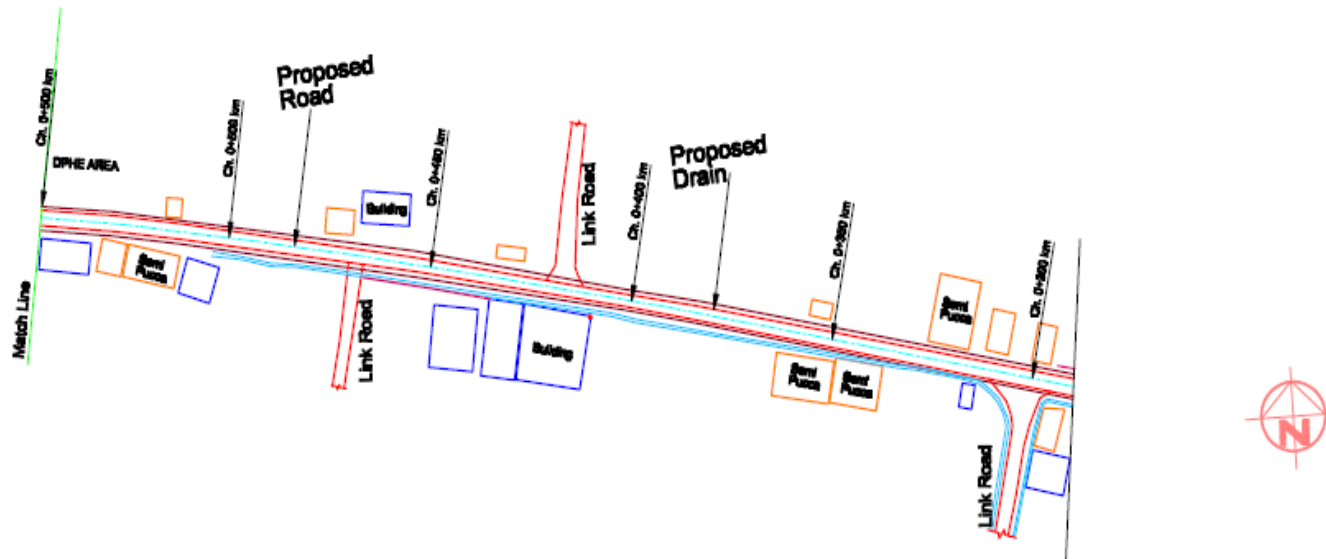 Ch. 0+500 km
DPHE AREA
Match Line
Ch. 0+500 km
Proposed
Road
Building
Ch. 0+450 km
Link Road
Ch. 0+400 km
Proposed
Drain
Ch. 0+350 km
Semi
Pucca
Ch. 0+300 km
Semi
Pucca
Link Road
Building
Semi
Pucca
Semi
Pucca
Link Road
N